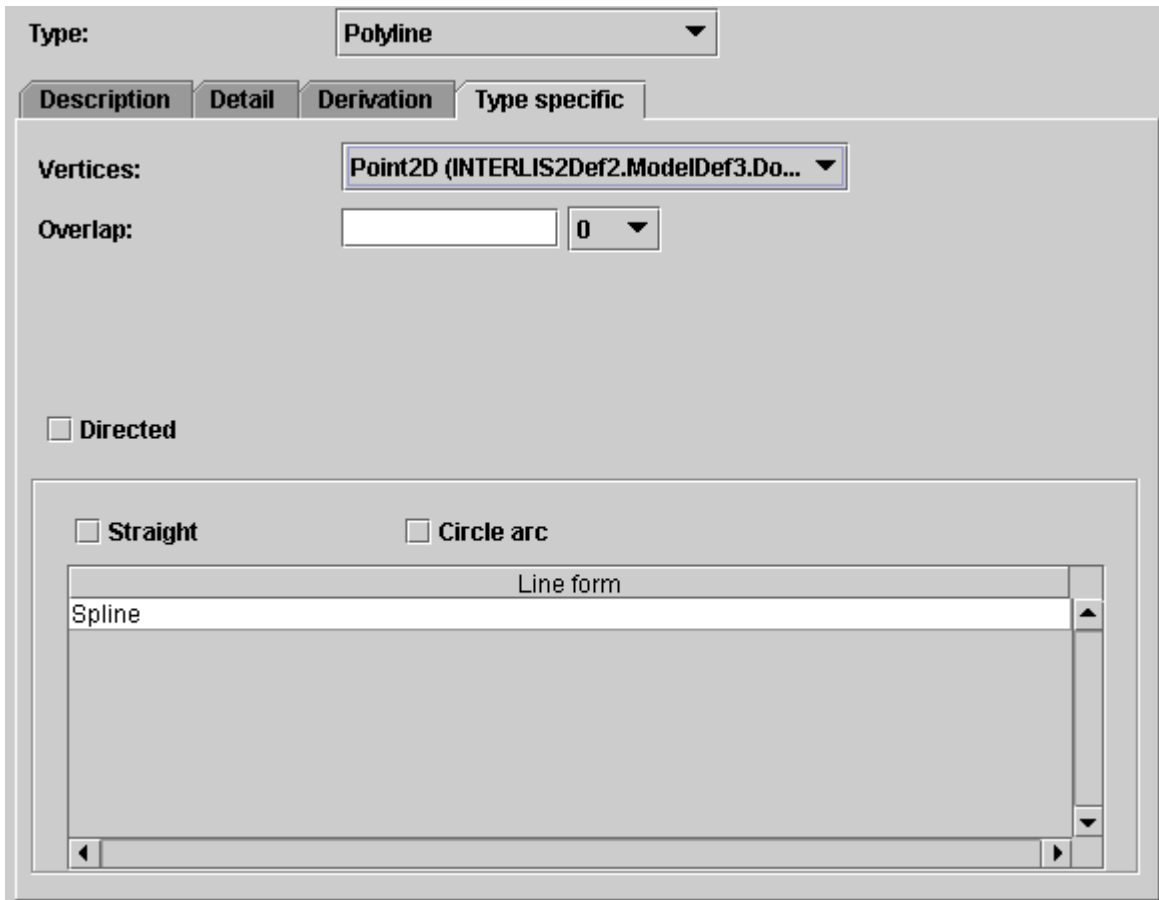 Type: Polyline
Description Detail Derivation Type specific
Vertices: Point2D (INTERLIS2Def2.ModelDef3.Do...
Overlap: 0
Directed
Straight Circle arc
Line form
Spline